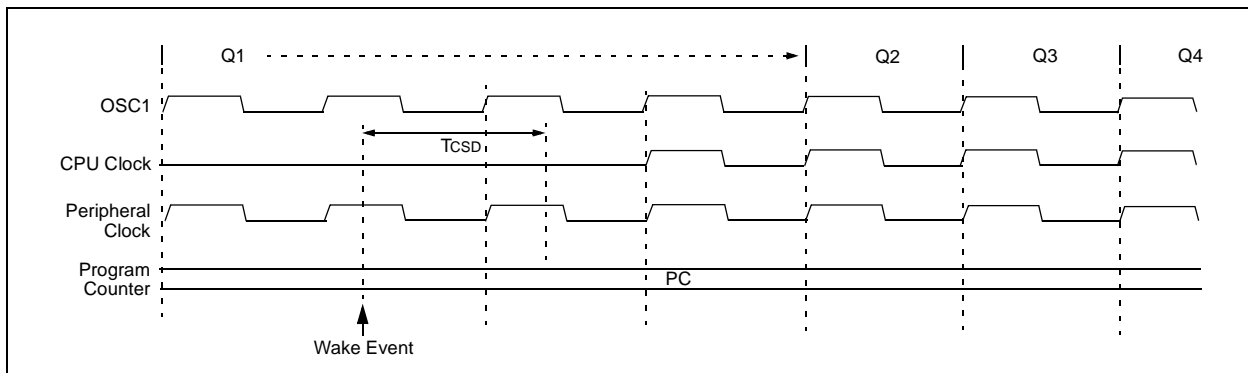 Q1
Q2
Q3
Q4
OSC1
TCSD
CPU Clock
Peripheral
Clock
Program
Counter
PC
Wake Event